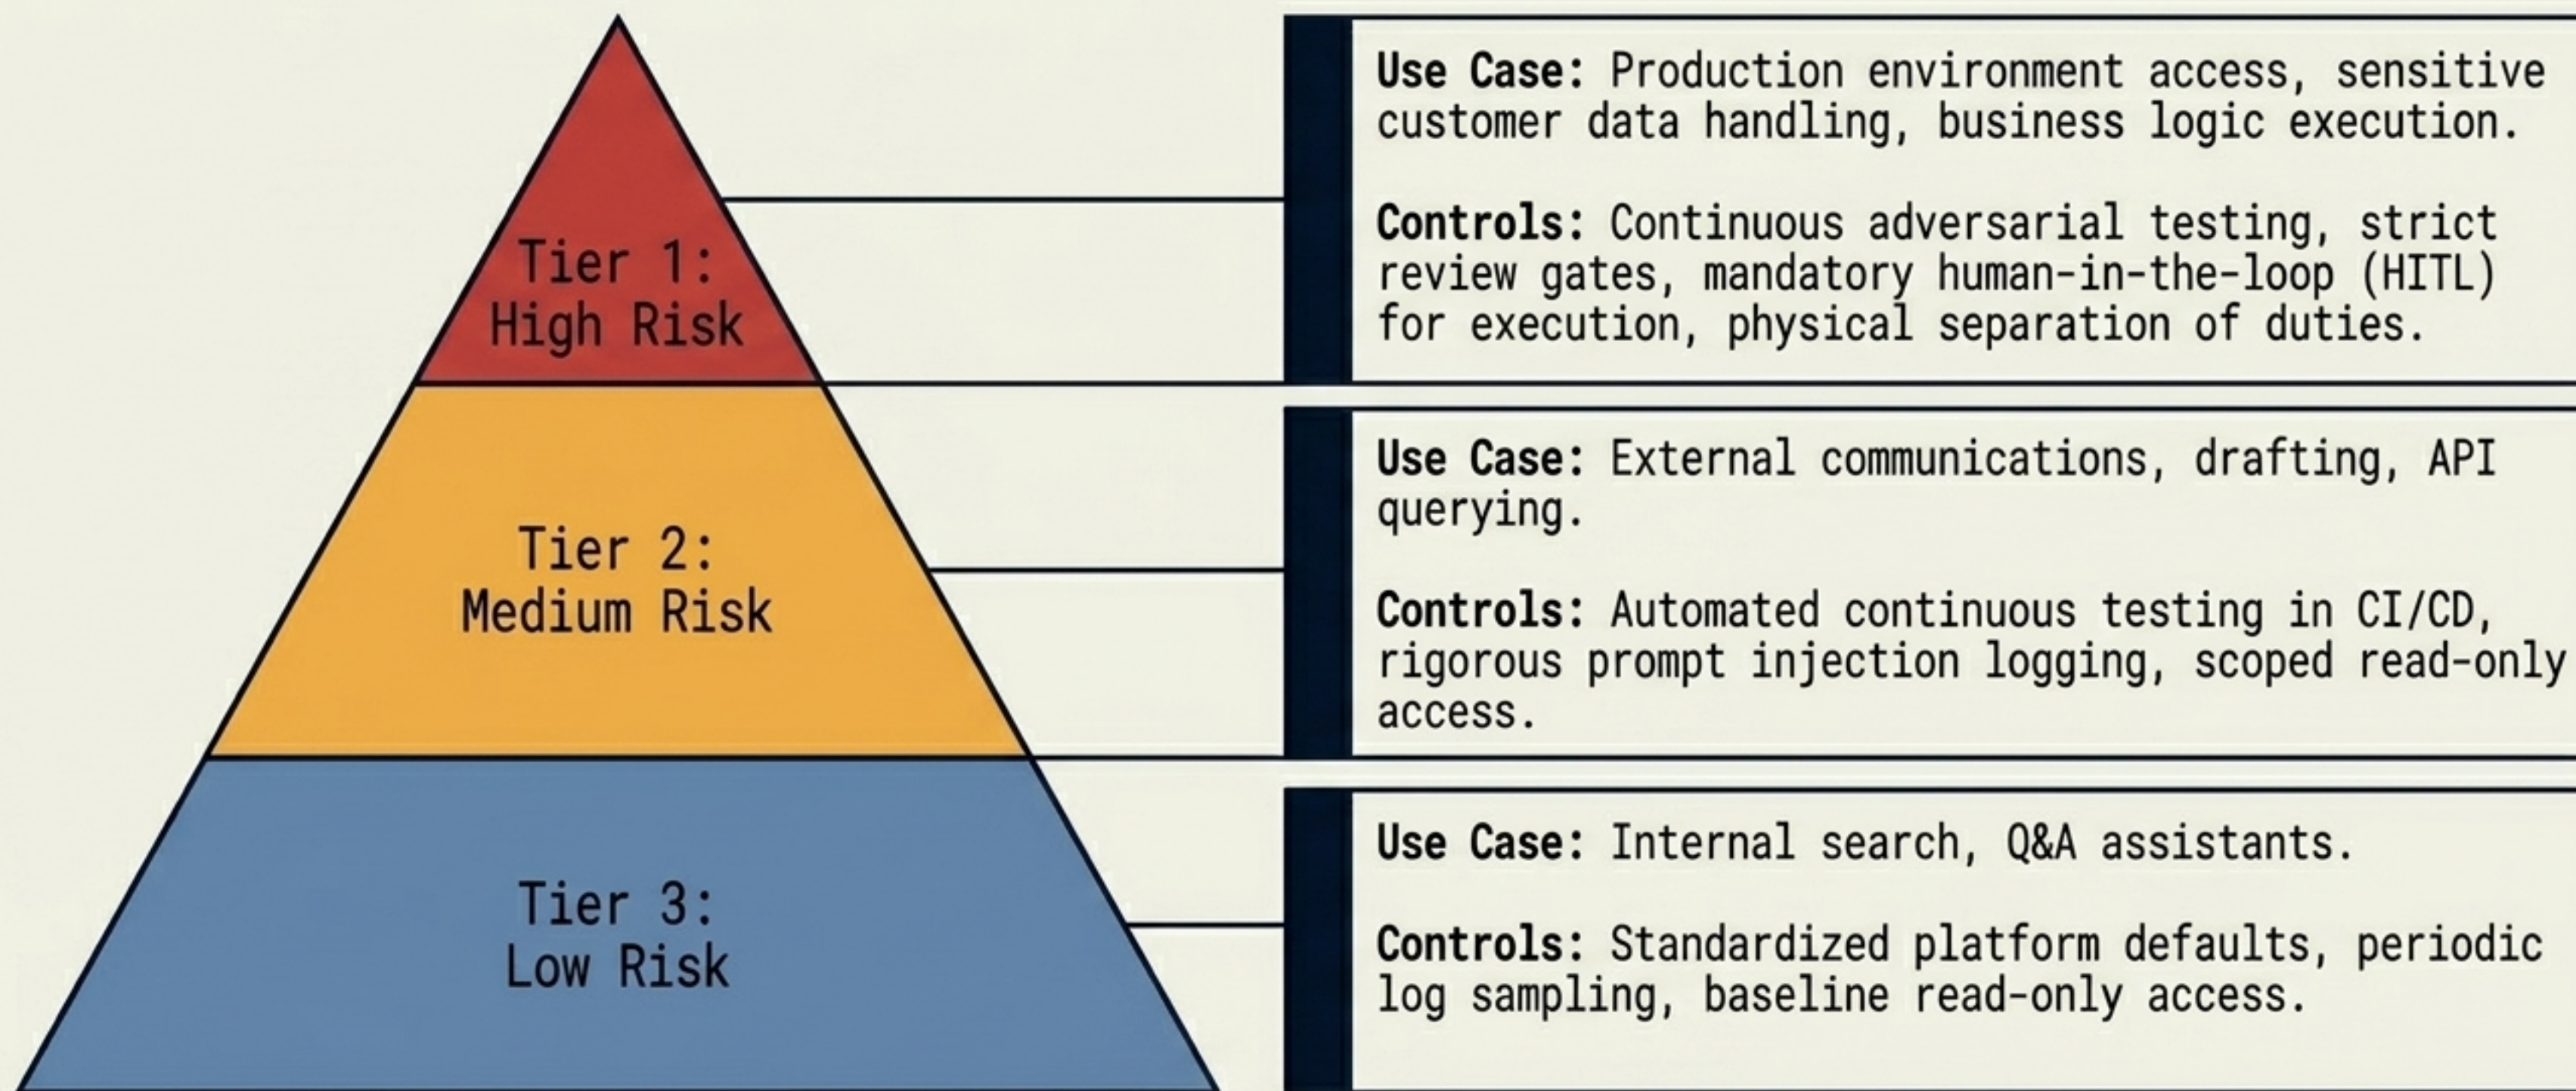 Tier 1:
High Risk
Use Case: Production environment access, sensitive
customer data handling, business logic execution.
Controls: Continuous adversarial testing, strict
review gates, mandatory human-in-the-loop (HITL)
for execution, physical separation of duties.
Tier 2:
Medium Risk
Use Case: External communications, drafting, API
querying.
Controls: Automated continuous testing in CI/CD,
rigorous prompt injection logging, scoped read-only
access.
Tier 3:
Low Risk
Use Case: Internal search, Q&A assistants.
Controls: Standardized platform defaults, periodic
log sampling, baseline read-only access.